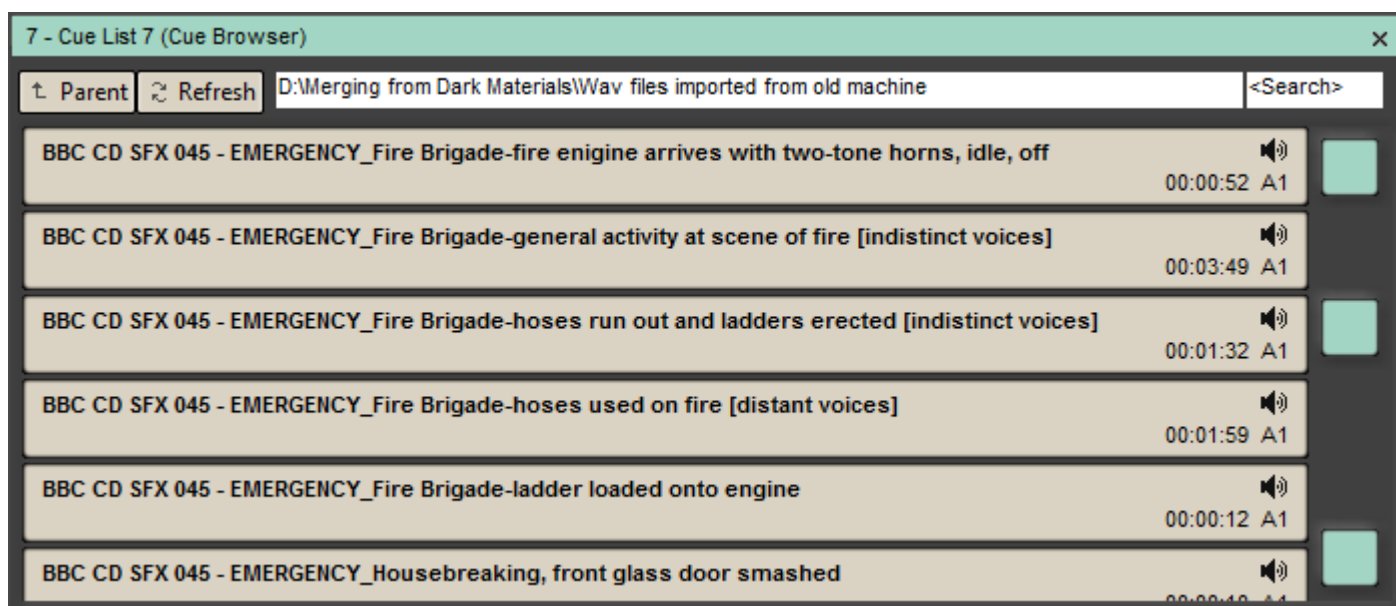 7 - Cue List 7 (Cue Browser)
Parent Refresh D:\Merging from Dark Materials\Wav files imported from old machine <Search>
BBC CD SFX 045 - EMERGENCY_Fire Brigade-fire enigine arrives with two-tone horns, idle, off
00:00:52 A1
BBC CD SFX 045 - EMERGENCY_Fire Brigade-general activity at scene of fire [indistinct voices]
00:03:49 A1
BBC CD SFX 045 - EMERGENCY_Fire Brigade-hoses run out and ladders erected [indistinct voices]
00:01:32 A1
BBC CD SFX 045 - EMERGENCY_Fire Brigade-hoses used on fire [distant voices]
00:01:59 A1
BBC CD SFX 045 - EMERGENCY_Fire Brigade-ladder loaded onto engine
00:00:12 A1
BBC CD SFX 045 - EMERGENCY_Housebreaking, front glass door smashed